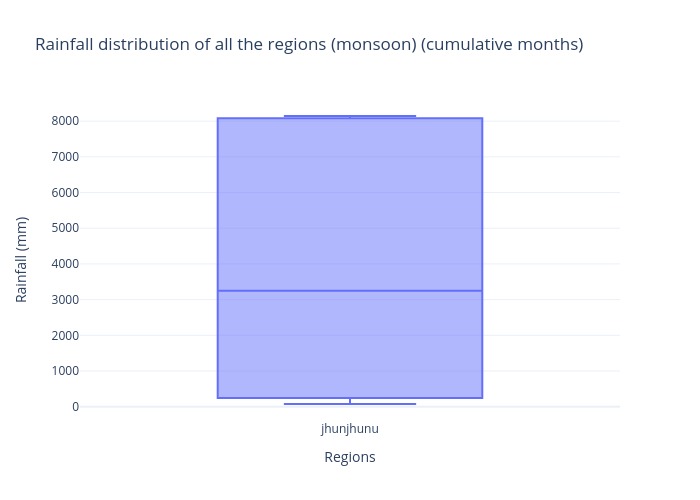 Rainfall distribution of all the regions (monsoon) (cumulative months)
8000
7000
6000
5000
4000
3000
2000
1000
0
Rainfall (mm)
jhunjhunu
Regions